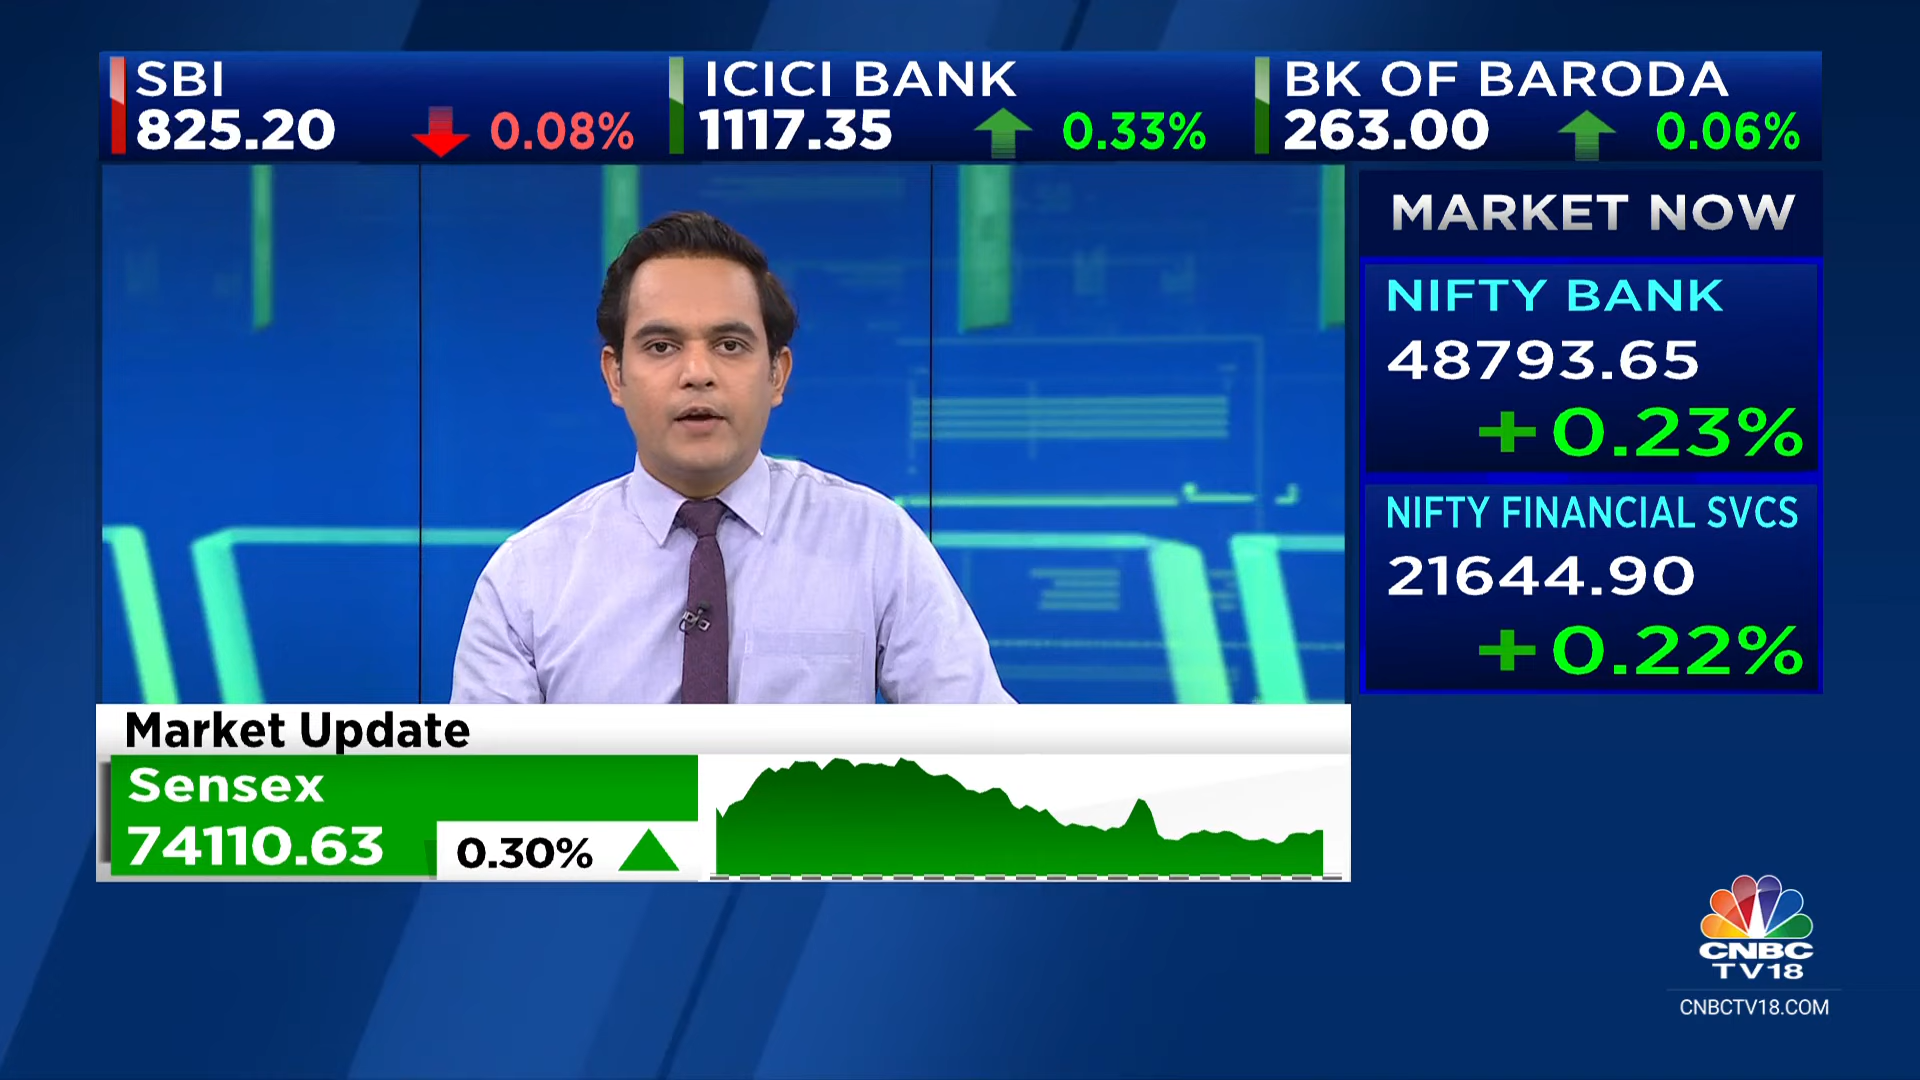 SBI
825.20 0.08%
ICICI BANK
1117.35 0.33%
BK OF BARODA
263.00 0.06%
MARKET NOW
NIFTY BANK
48793.65
+0.23%
NIFTY FINANCIAL SVCS
21644.90
+0.22%
Market Update
Sensex
74110.63
0.30%
CNBC
TV18
CNBCTV18.COM